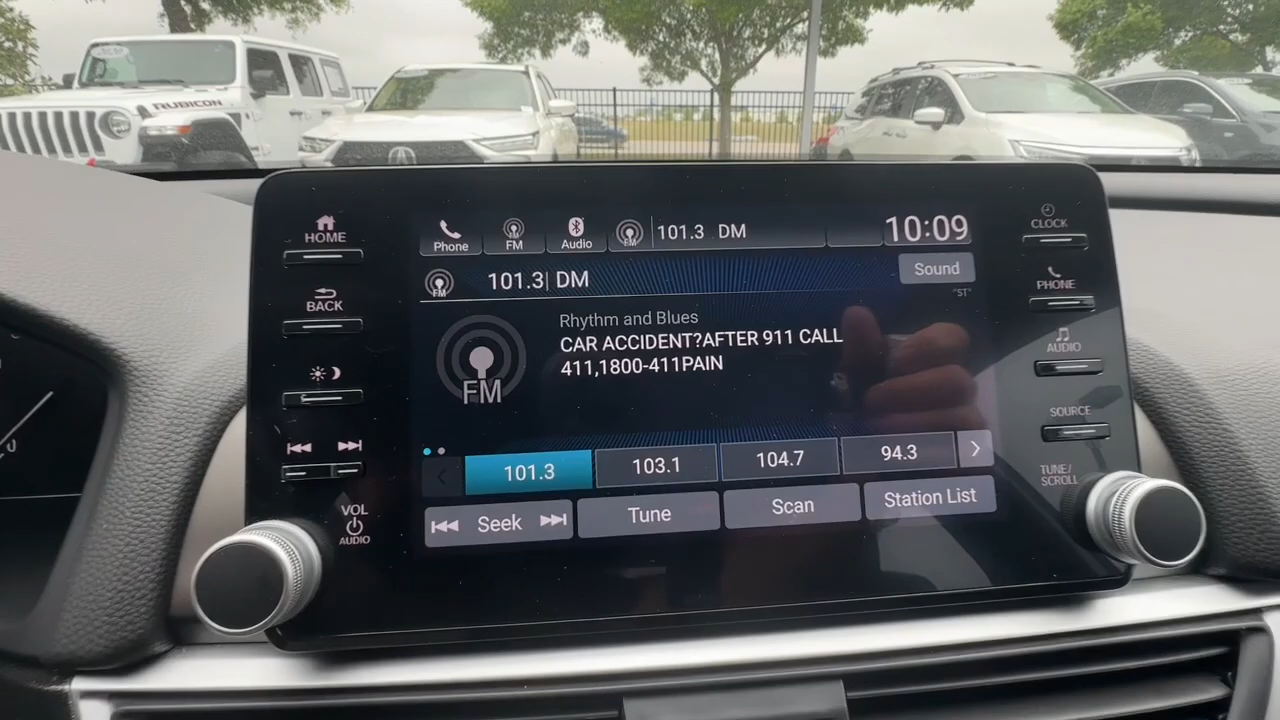 2020
RUBICON
HOME
BACK
VOL
AUDIO
Phone
FM
Audio
FM
101.3 DM
10:09
FM
101.3| DM
Sound
"ST"
Rhythm and Blues
CAR ACCIDENT?AFTER 911 CALL
411,1800-411PAIN
FM
101.3
103.1
104.7
94.3
Seek
Tune
Scan
Station List
CLOCK
PHONE
AUDIO
SOURCE
TUNE/
SCROLL